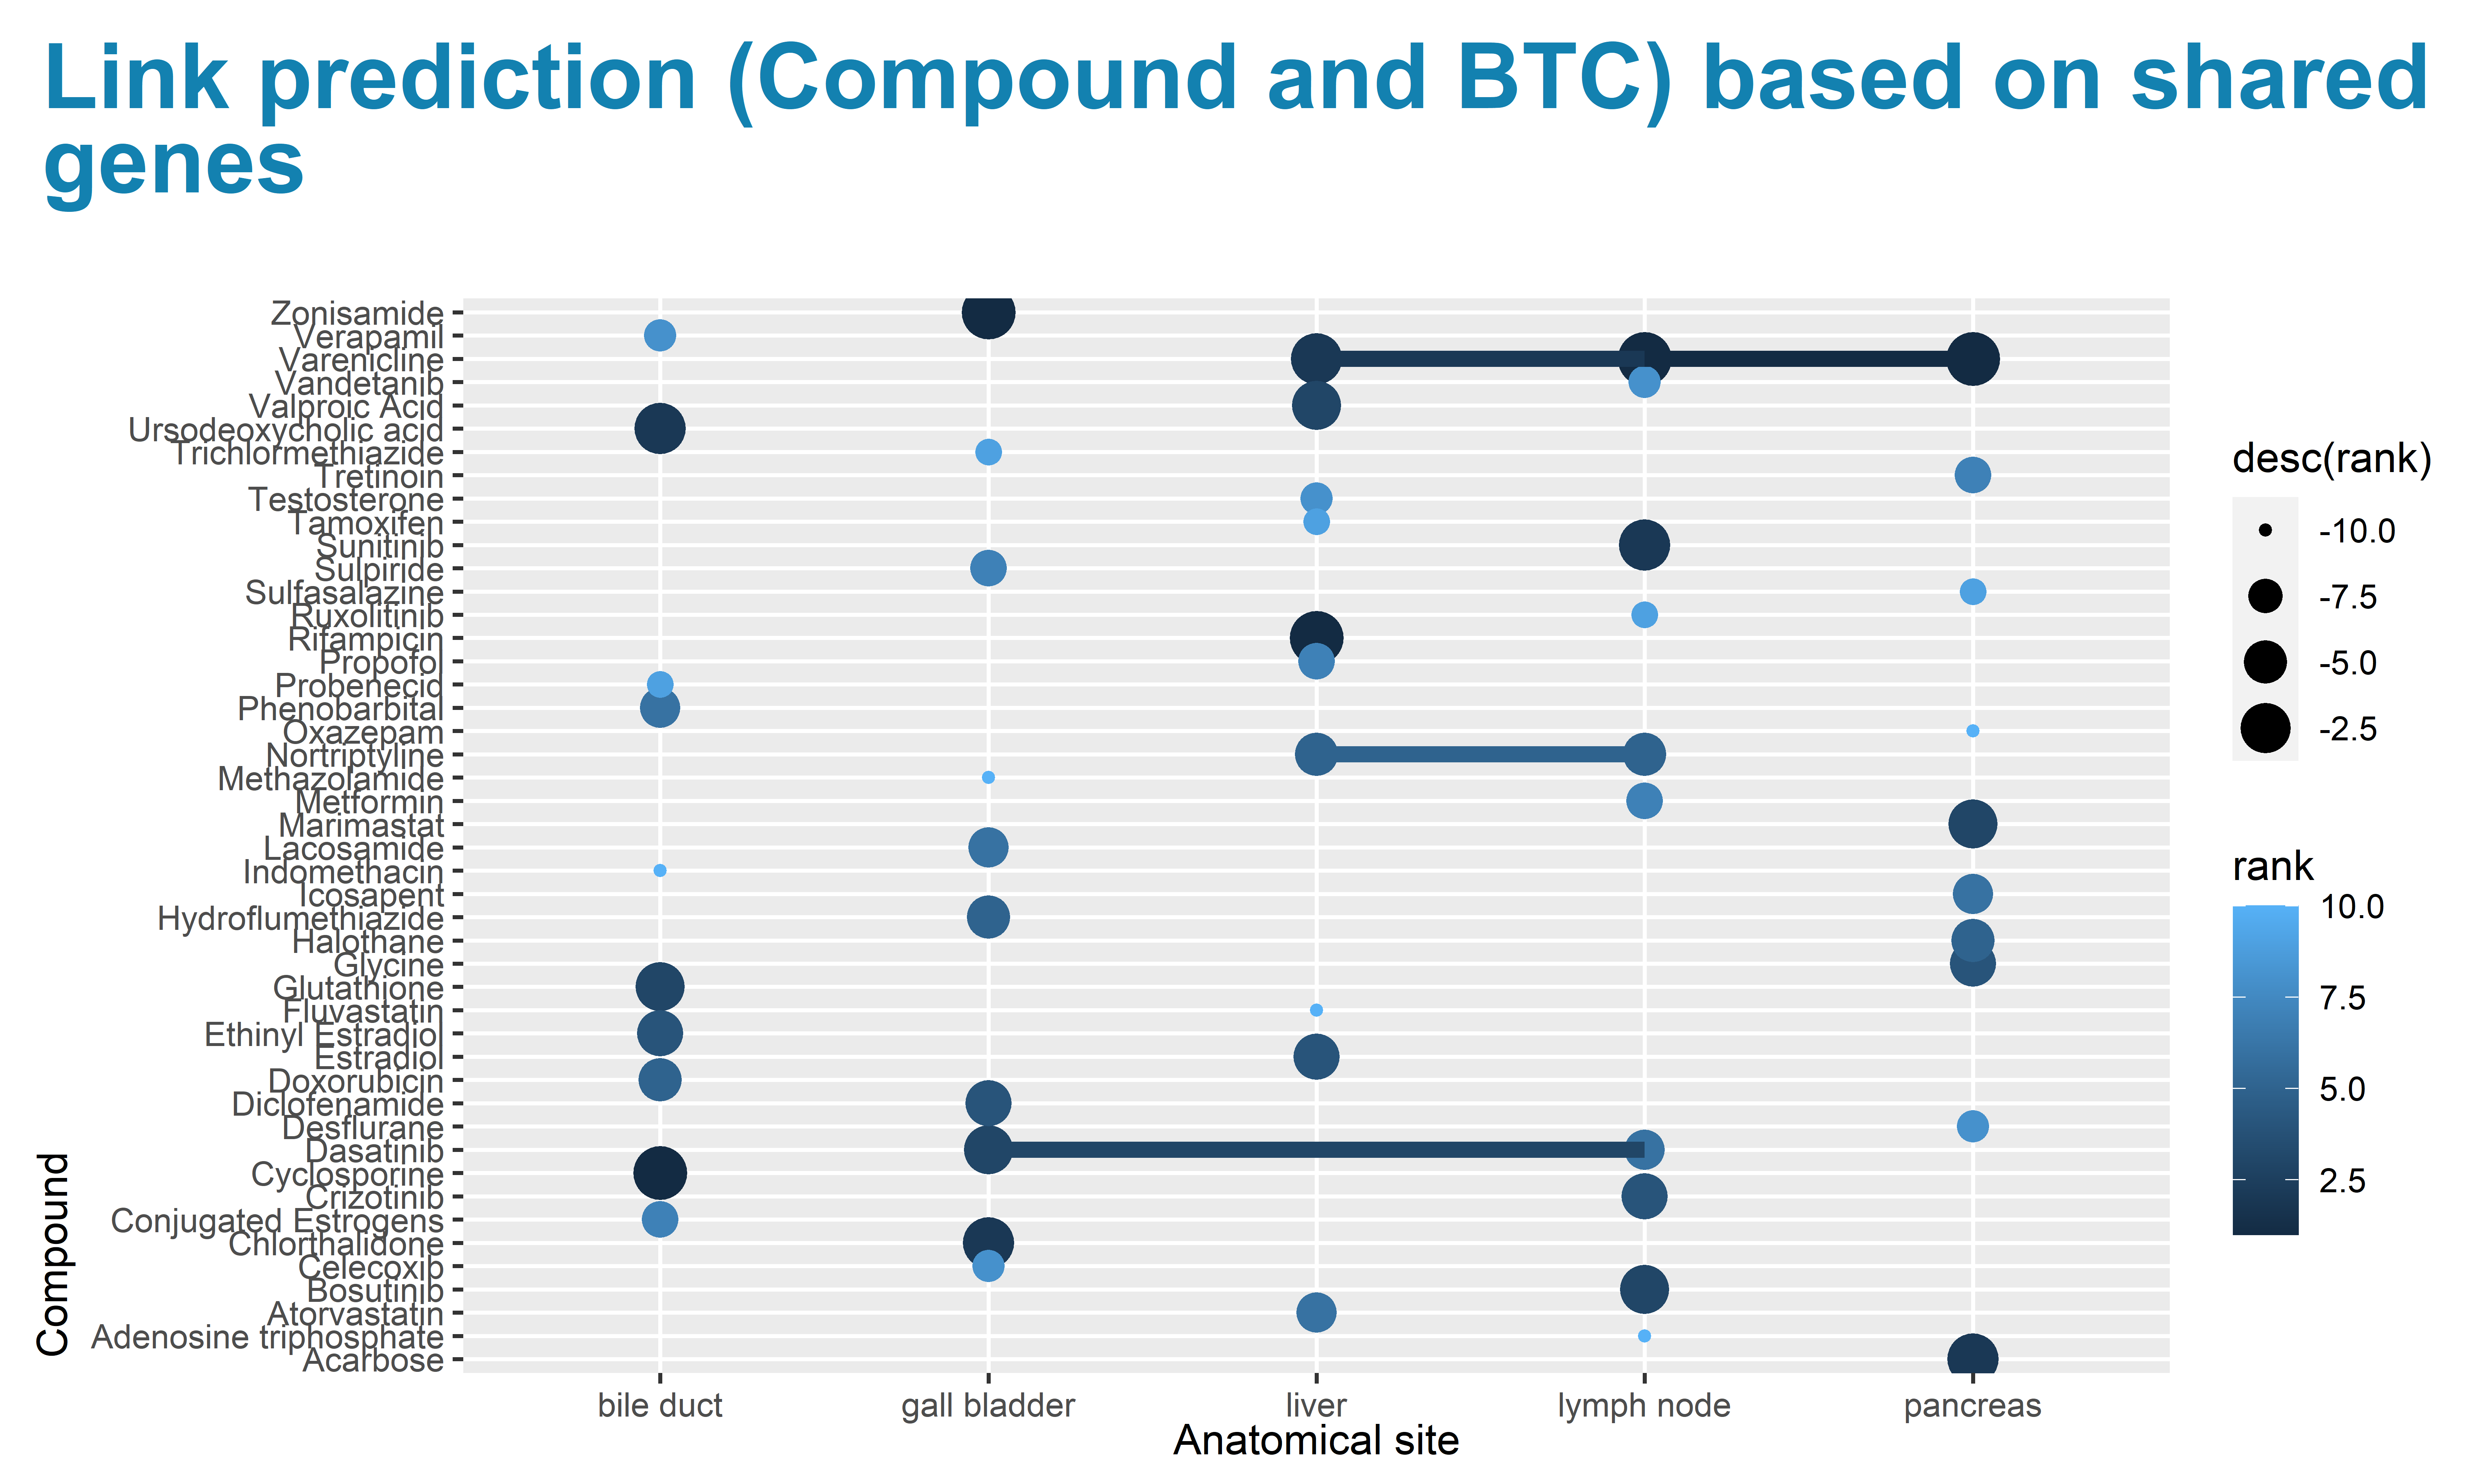 Link prediction (Compound and BTC) based on shared
genes
Zonisamide
Verapamil
Varenicline
Vandetanib
Valproic Acid
Ursodeoxycholic acid
Trichlormethiazide
Tretinoin
Testosterone
Tamoxifen
Sunitinib
Sulpiride
Sulfasalazine
Ruxolitinib
Rifampicin
Propofol
Probenecid
Phenobarbital
Oxazepam
Nortriptyline
Methazolamide
Metformin
Marimastat
Lacosamide
Indomethacin
Icosapent
Hydroflumethiazide
Halothane
Glycine
Glutathione
Fluvastatin
Ethinyl Estradiol
Estradiol
Doxorubicin
Diclofenamide
Desflurane
Dasatinib
Cyclosporine
Crizotinib
Conjugated Estrogens
Chlorthalidone
Celecoxib
Bosutinib
Atorvastatin
Adenosine triphosphate
Acarbose
Compound
bile duct
gall bladder
liver
lymph node
pancreas
Anatomical site
desc(rank)
-10.0
-7.5
-5.0
-2.5
rank
10.0
7.5
5.0
2.5